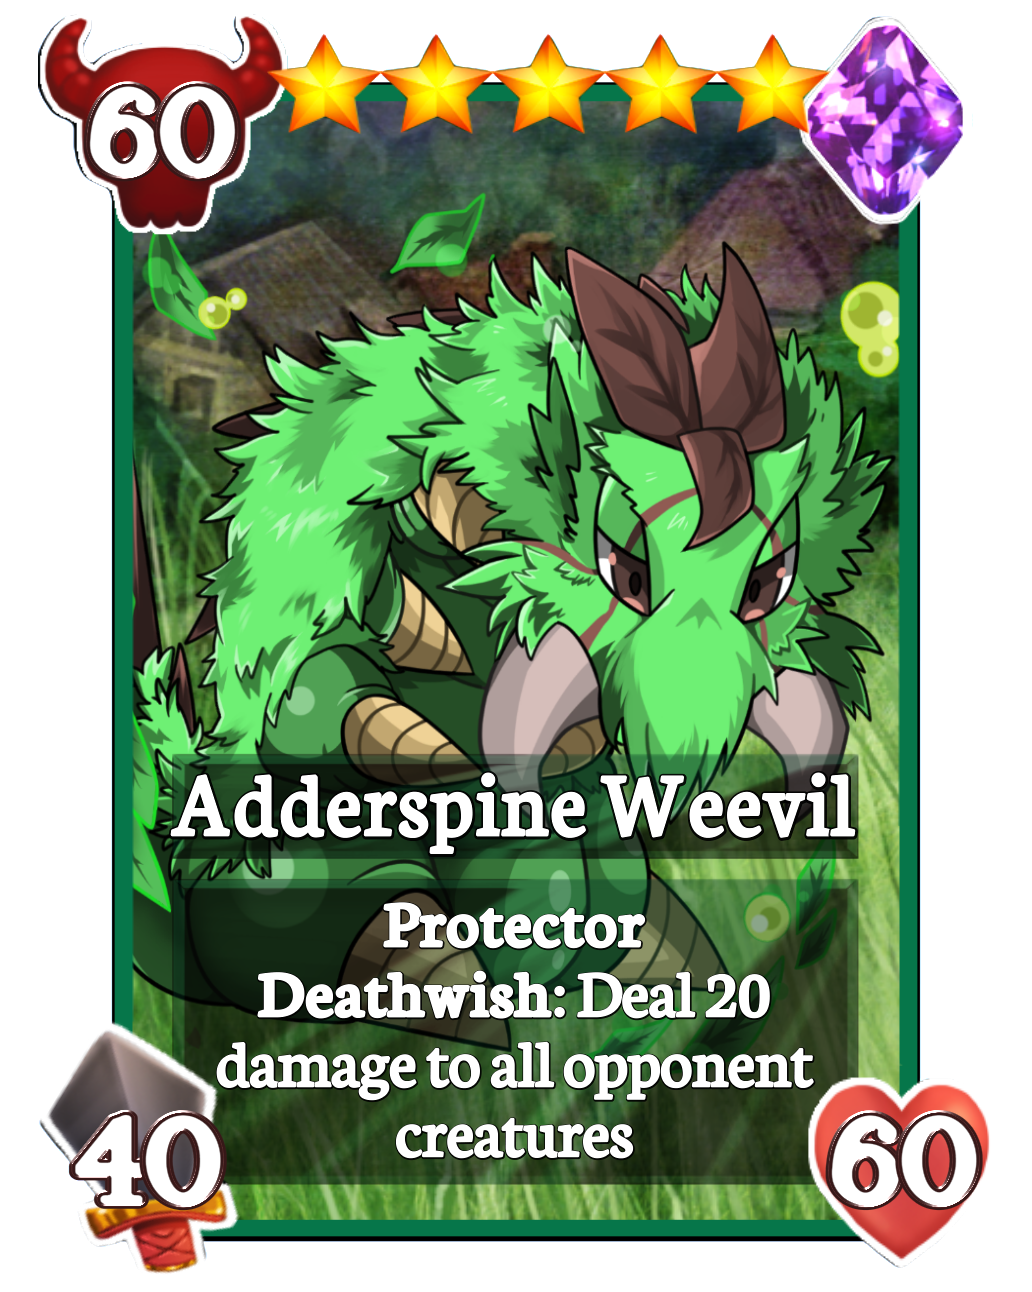 60
Adderspine Weevil
Protector
Deathwish: Deal 20
damage to all opponent
creatures
40
60